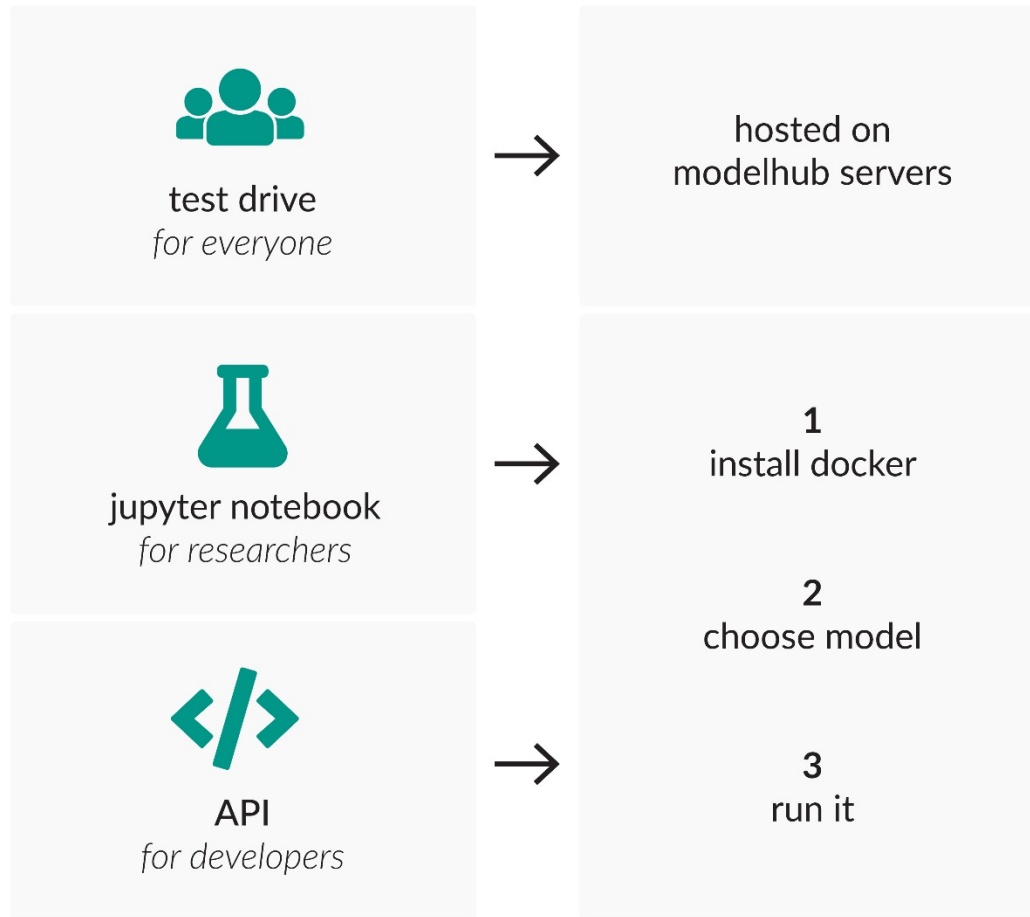 test drive
for everyone
hosted on
modelhub servers
jupyter notebook
for researchers
API
for developers
1
install docker
2
choose model
3
run it